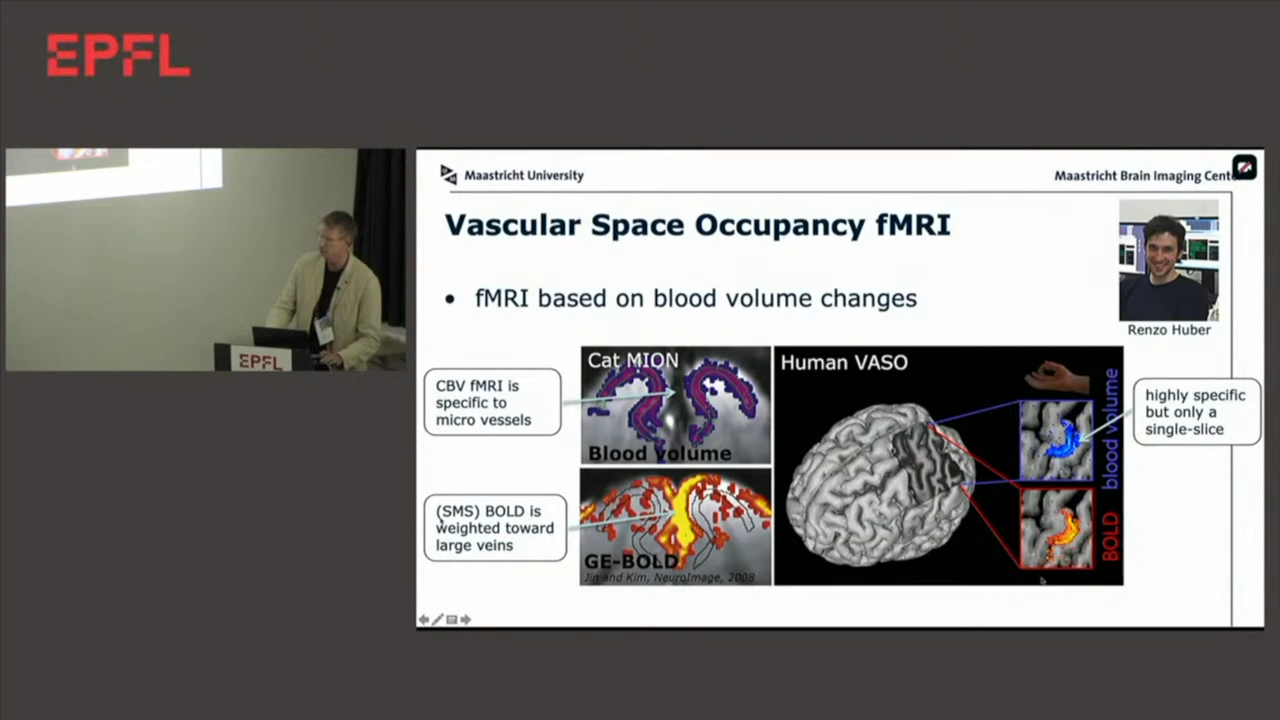 EPFL
EPFL
Maastricht University
Maastricht Brain Imaging Cent
Vascular Space Occupancy fMRI
• fMRI based on blood volume changes
Renzo Huber
CBV fMRI is
specific to
micro vessels
Cat MION
Blood volume
Human VASO
blood volume
BOLD
highly specific
but only a
single-slice
(SMS) BOLD is
weighted toward
large veins
GE-BOLD
Jin and Kim, NeuroImage, 2008